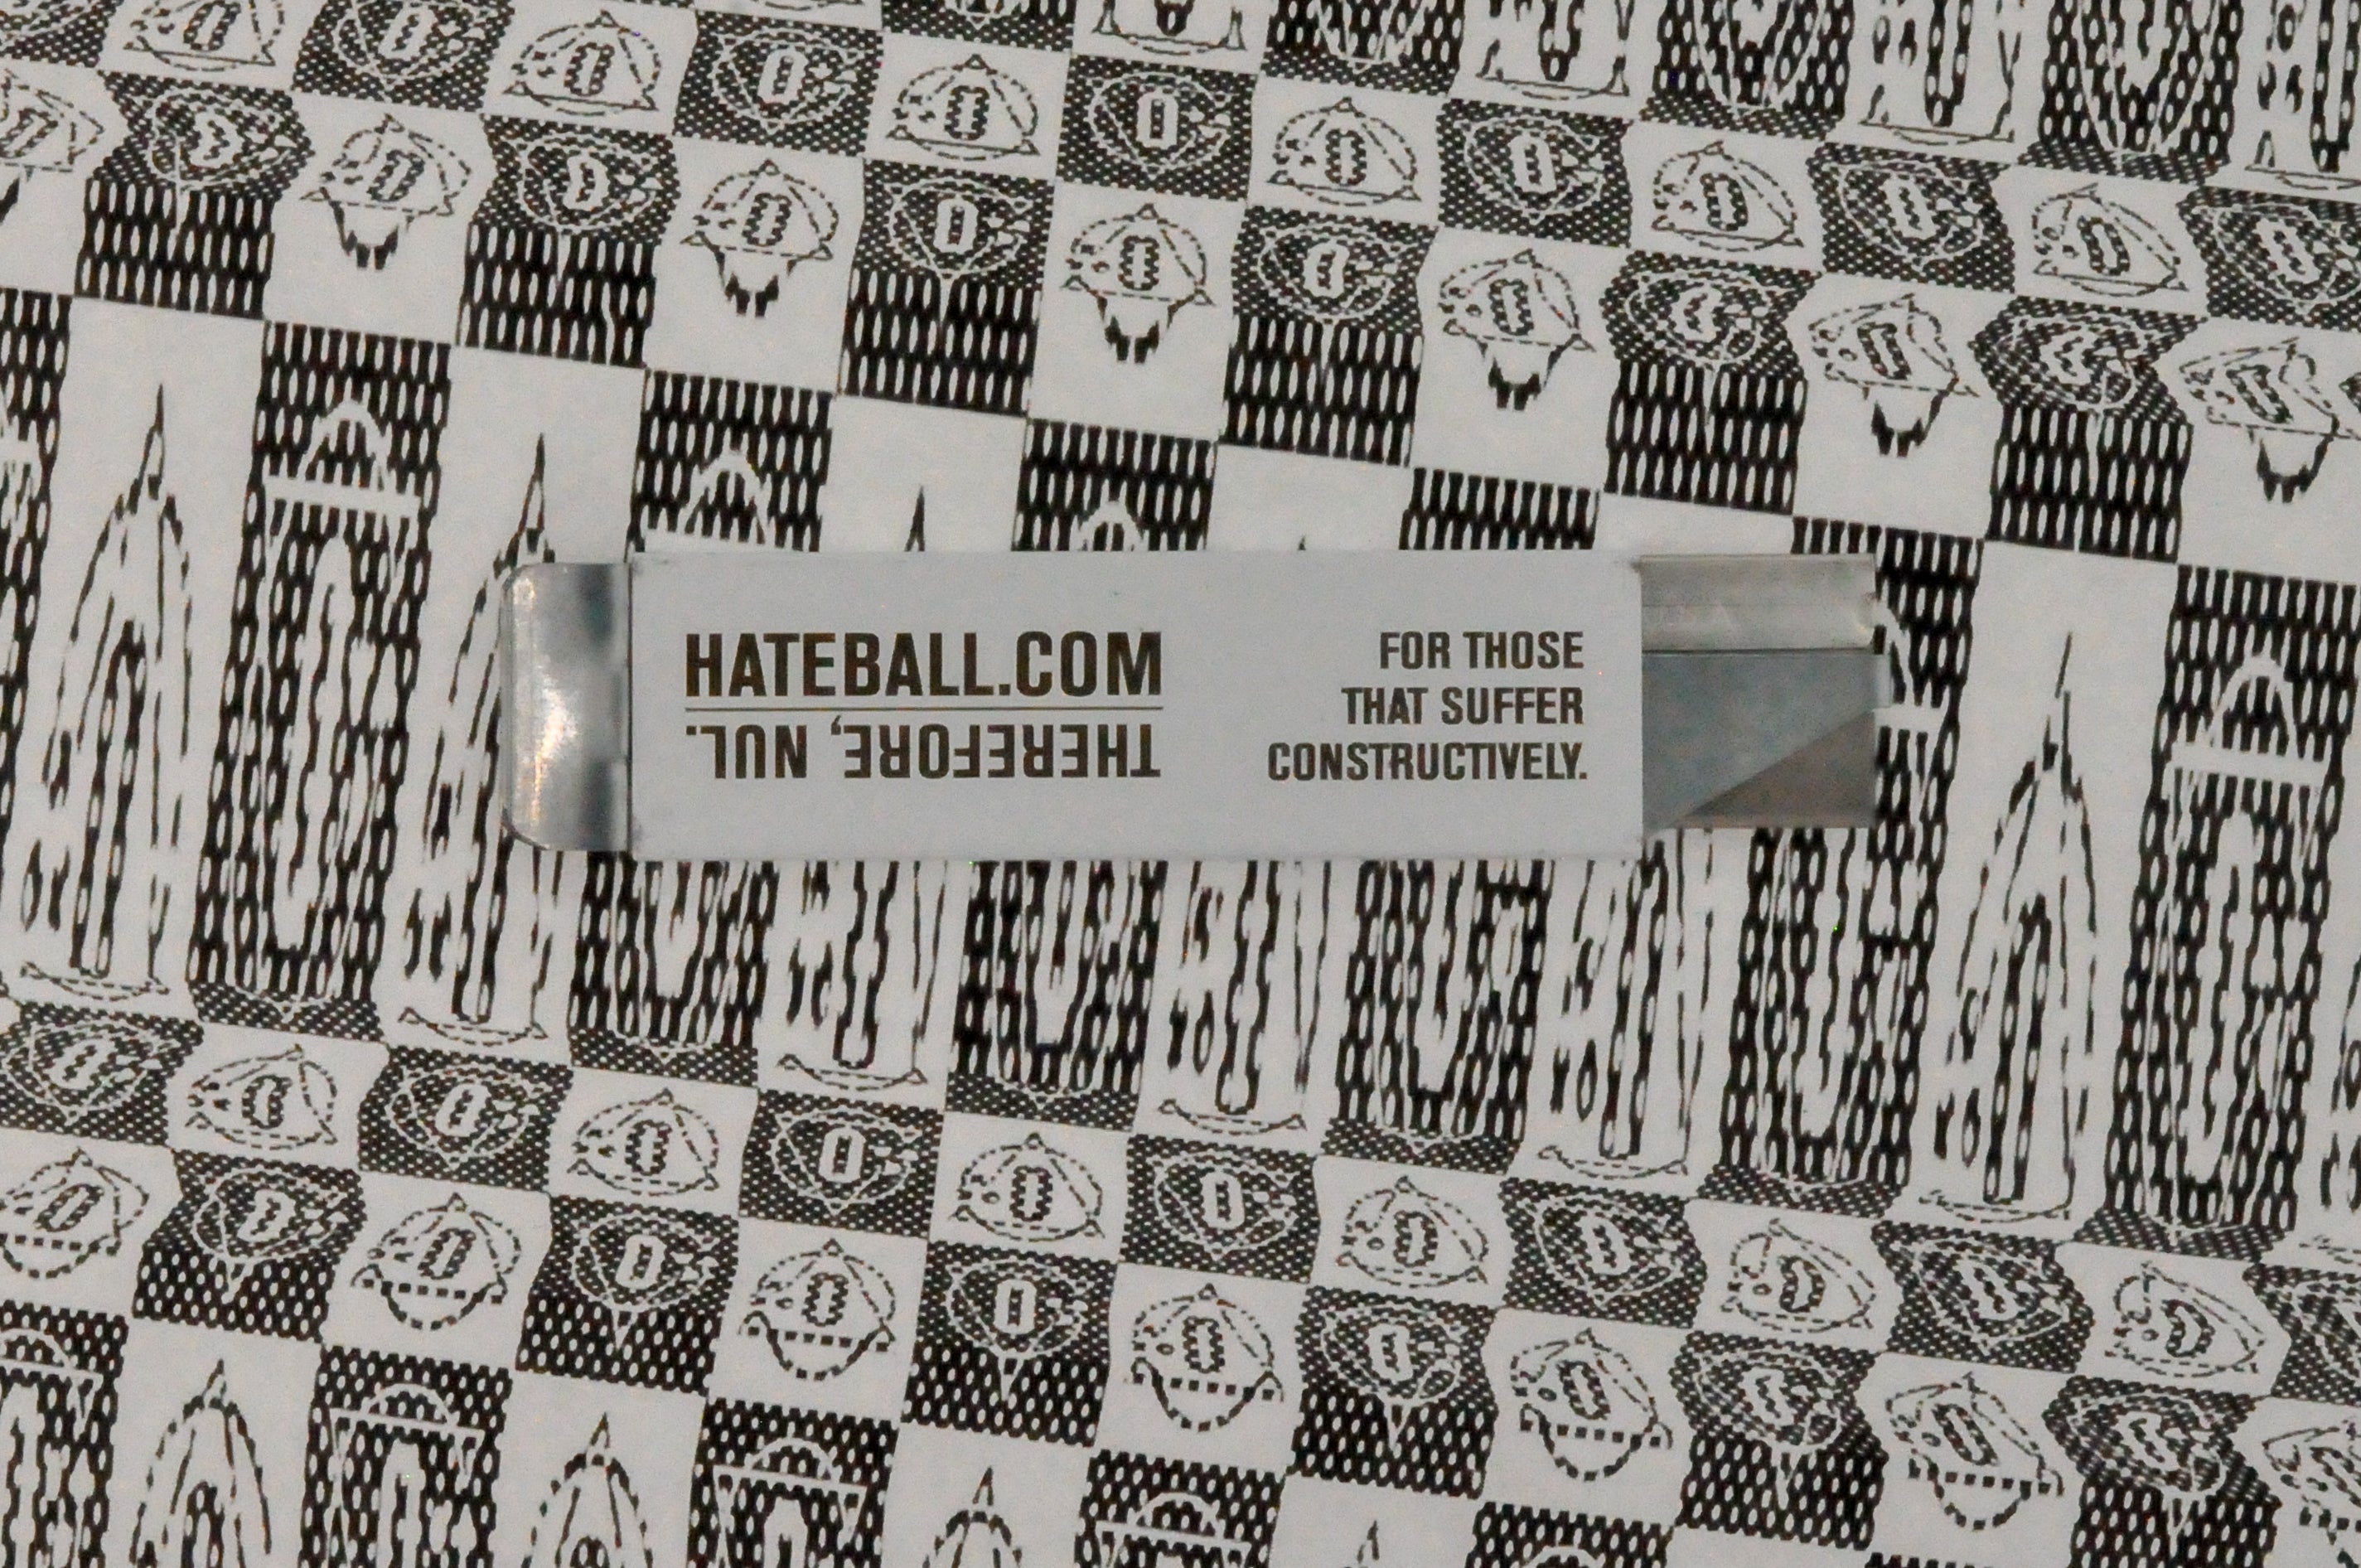 HATEBALL.COM
THEREFORE, NUL.
FOR THOSE
THAT SUFFER
CONSTRUCTIVELY.